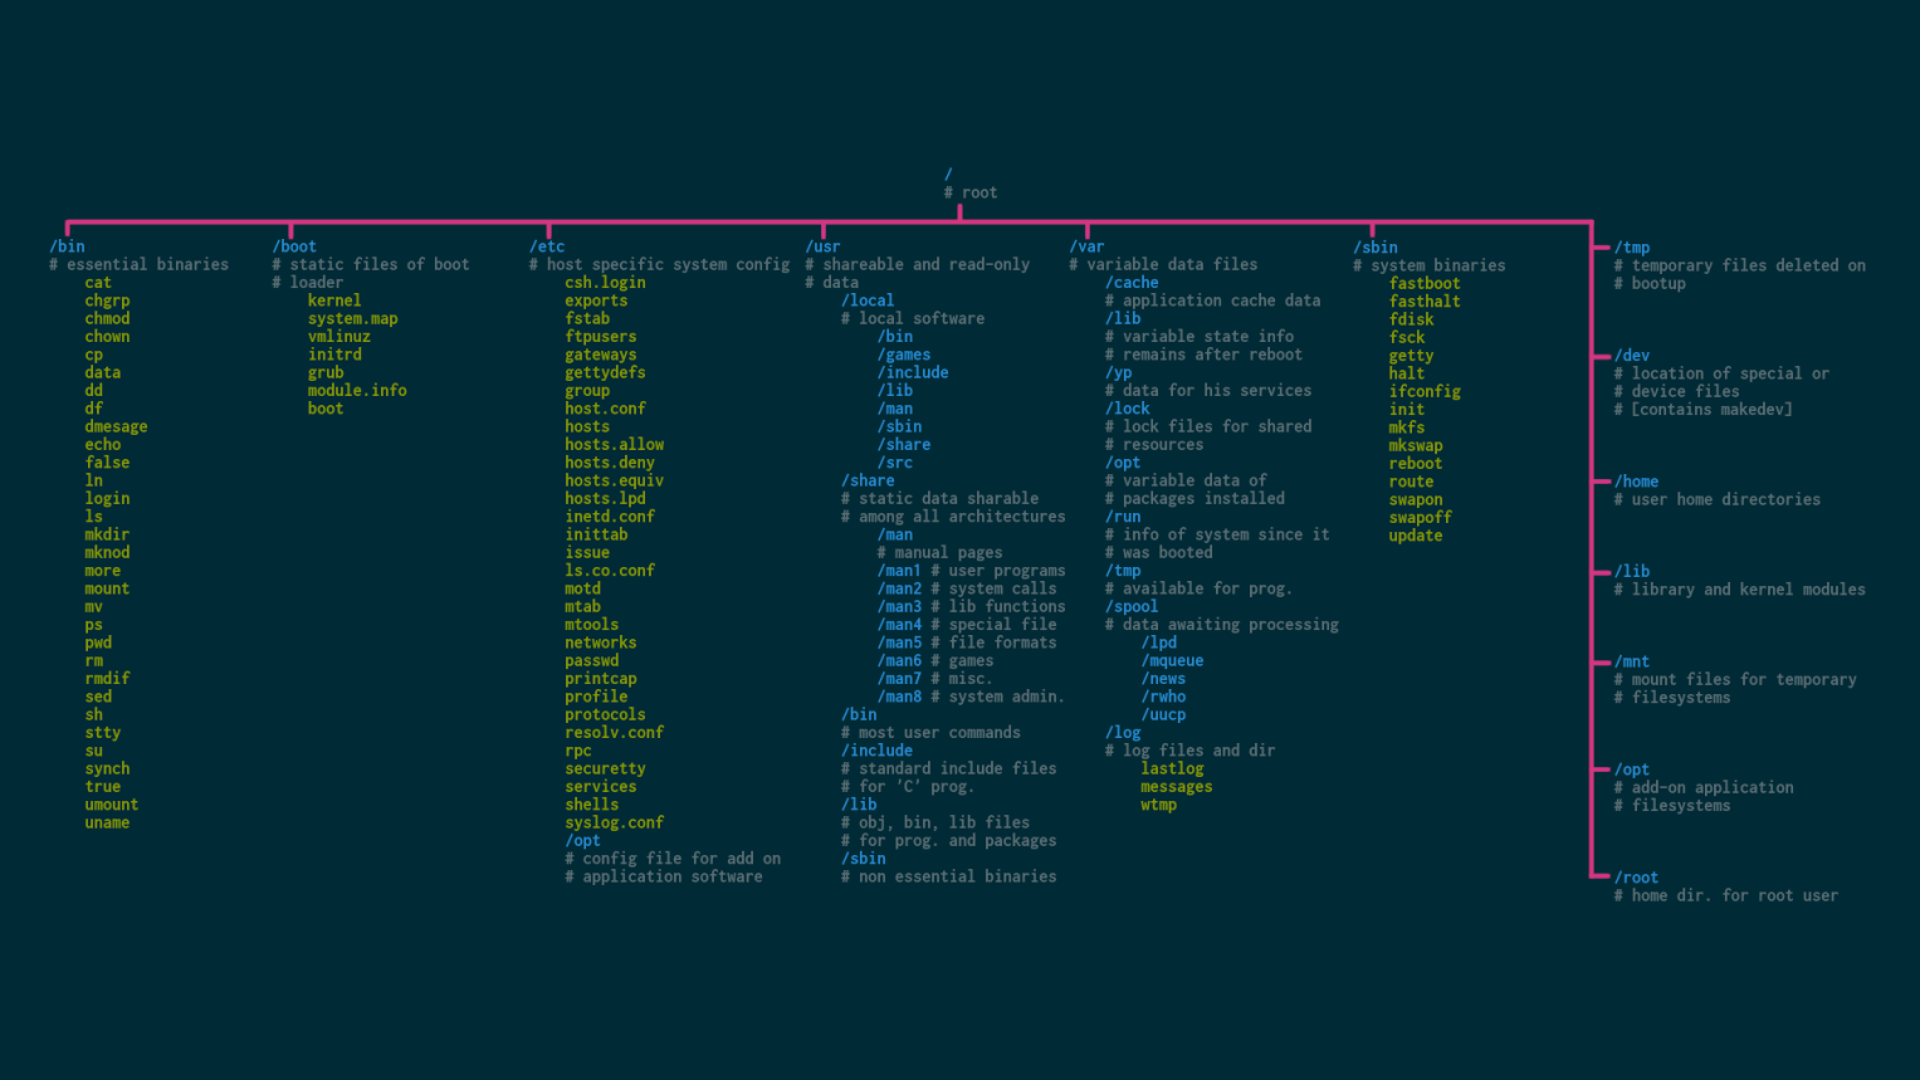 /
# root
/bin
# essential binaries
cat
chgrp
chmod
chown
cp
data
dd
df
dmesage
echo
false
ln
login
ls
mkdir
mknod
more
mount
mv
ps
pwd
rm
rmdif
sed
sh
stty
su
synch
true
umount
uname
/boot
# static files of boot
# loader
kernel
system.map
vmlinuz
initrd
grub
module.info
boot
/etc
# host specific system config
csh.login
exports
fstab
ftpusers
gateways
gettydefs
group
host.conf
hosts
hosts.allow
hosts.deny
hosts.equiv
hosts.lpd
inetd.conf
inittab
issue
ls.co.conf
motd
mtab
mtools
networks
passwd
printcap
profile
protocols
resolv.conf
rpc
securetty
services
shells
syslog.conf
/opt
# config file for add on
# application software
/usr
# shareable and read-only
# data
/local
# local software
/bin
/games
/include
/lib
/man
/sbin
/share
/src
/share
# static data sharable
# among all architectures
/man
# manual pages
/man1 # user programs
/man2 # system calls
/man3 # lib functions
/man4 # special file
/man5 # file formats
/man6 # games
/man7 # misc.
/man8 # system admin.
/bin
# most user commands
/include
# standard include files
# for 'C' prog.
/lib
# obj, bin, lib files
# for prog. and packages
/sbin
# non essential binaries
/var
# variable data files
/cache
# application cache data
/lib
# variable state info
# remains after reboot
/yp
# data for his services
/lock
# lock files for shared
# resources
/opt
# variable data of
# packages installed
/run
# info of system since it
# was booted
/tmp
# available for prog.
/spool
# data awaiting processing
/lpd
/mqueue
/news
/rwho
/uucp
/log
# log files and dir
lastlog
messages
wtmp
/sbin
# system binaries
fastboot
fasthalt
fdisk
fsck
getty
halt
ifconfig
init
mkfs
mkswap
reboot
route
swapon
swapoff
update
/tmp
# temporary files deleted on
# bootup
/dev
# location of special or
# device files
# [contains makedev]
/home
# user home directories
/lib
# library and kernel modules
/mnt
# mount files for temporary
# filesystems
/opt
# add-on application
# filesystems
/root
# home dir. for root user